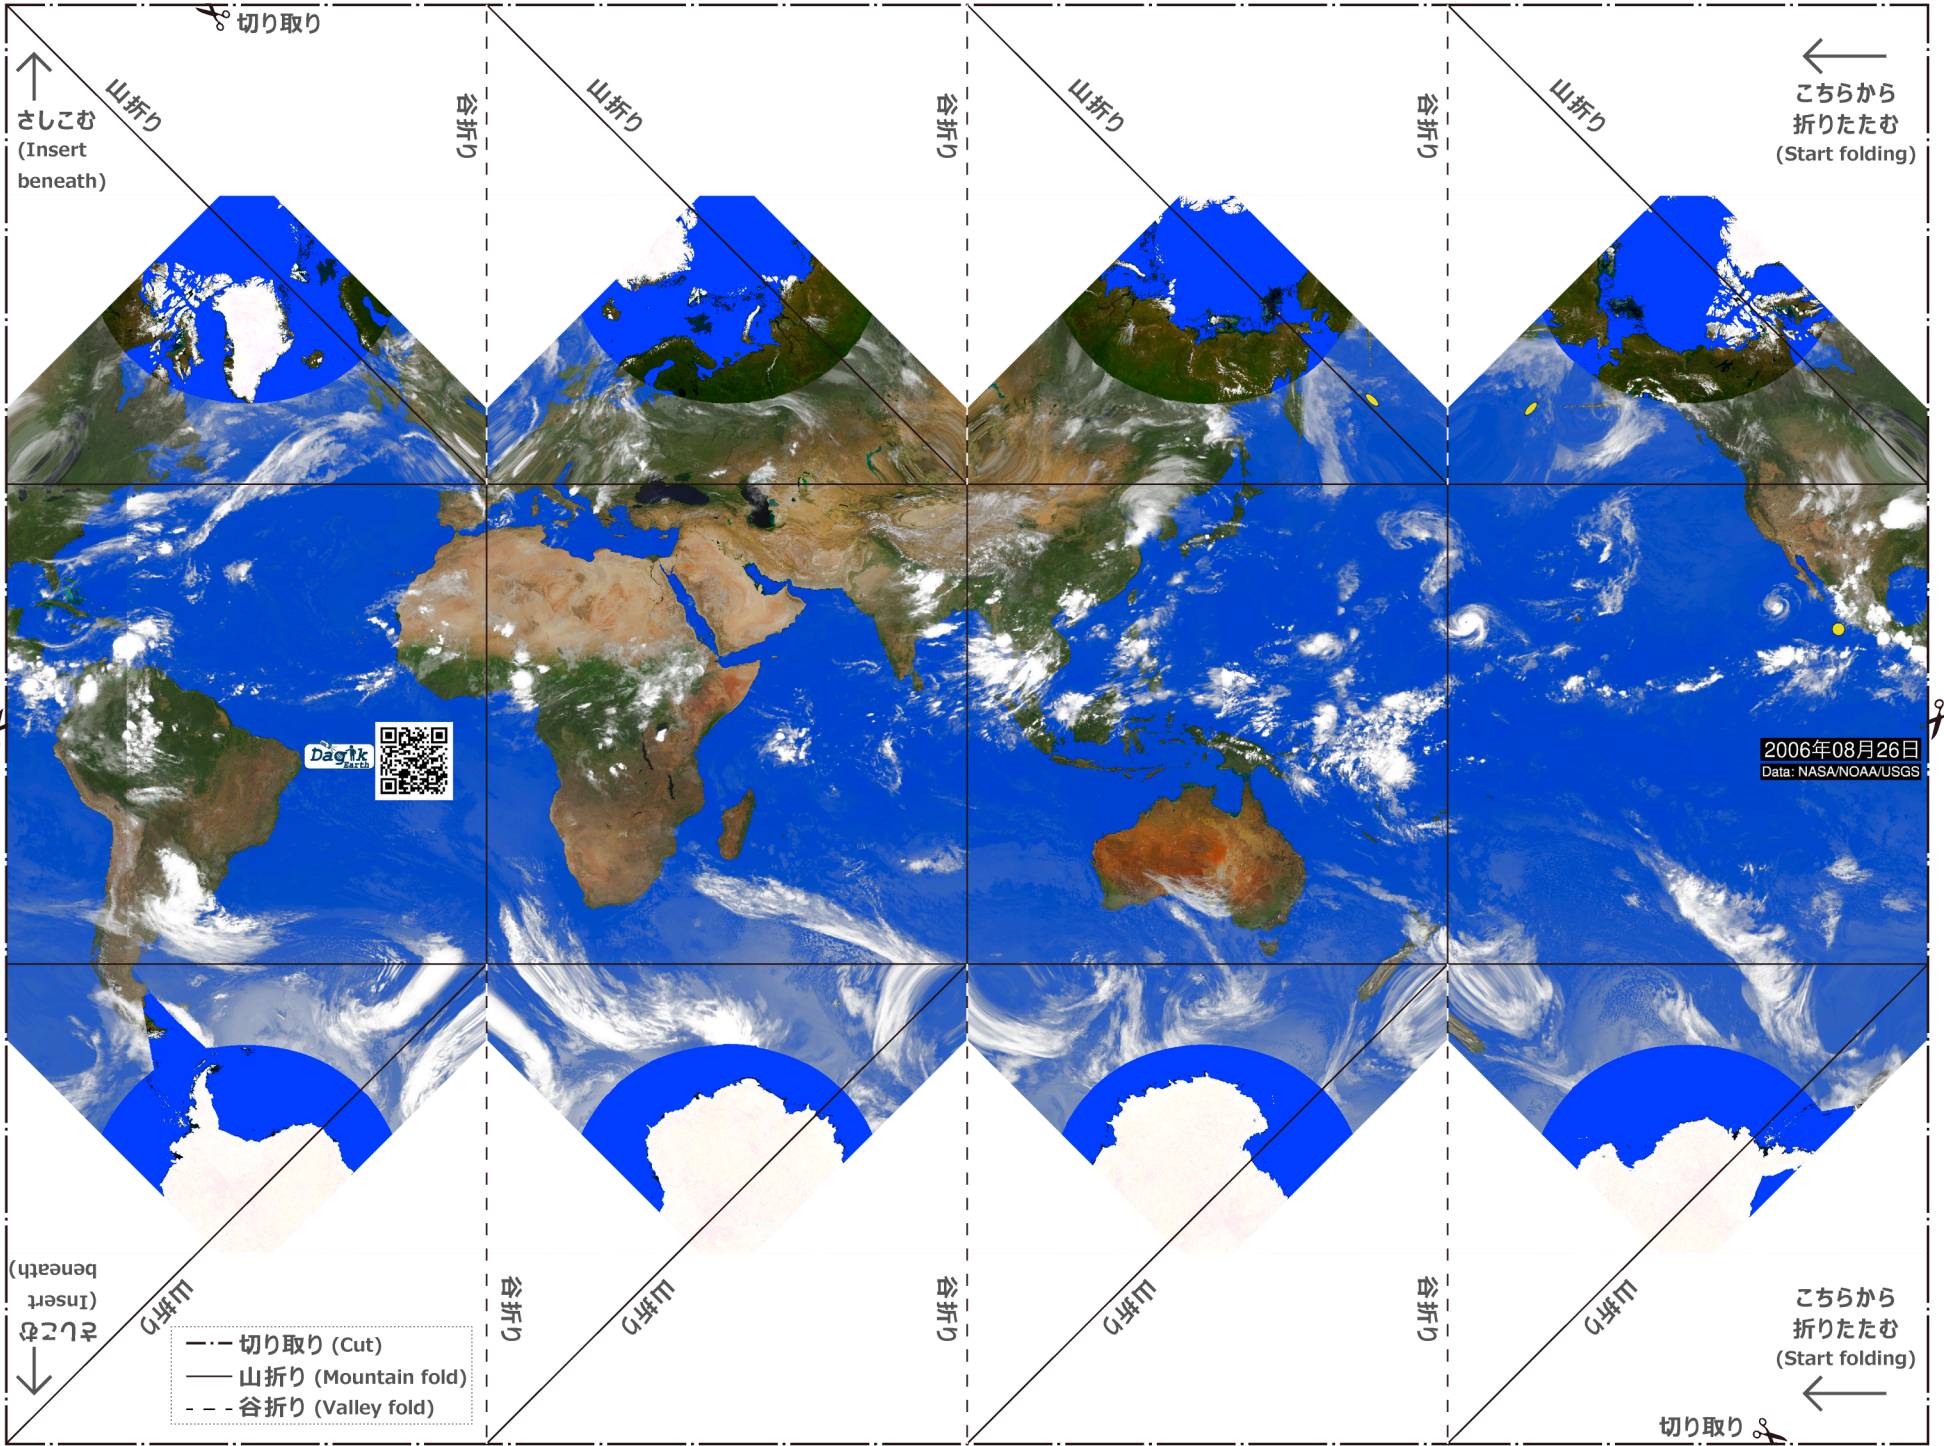 切り取り
山折り
谷折り
山折り
谷折り
山折り
谷折り
山折り
さしこむ
(Insert
beneath)
こちらから
折りたたむ
(Start folding)
Dagik
Earth
2006年08月26日
Data: NASA/NOAA/USGS
さしこむ
(Insert
beneath)
山折り
谷折り
山折り
谷折り
山折り
谷折り
山折り
こちらから
折りたたむ
(Start folding)
切り取り (Cut)
山折り (Mountain fold)
谷折り (Valley fold)
切り取り